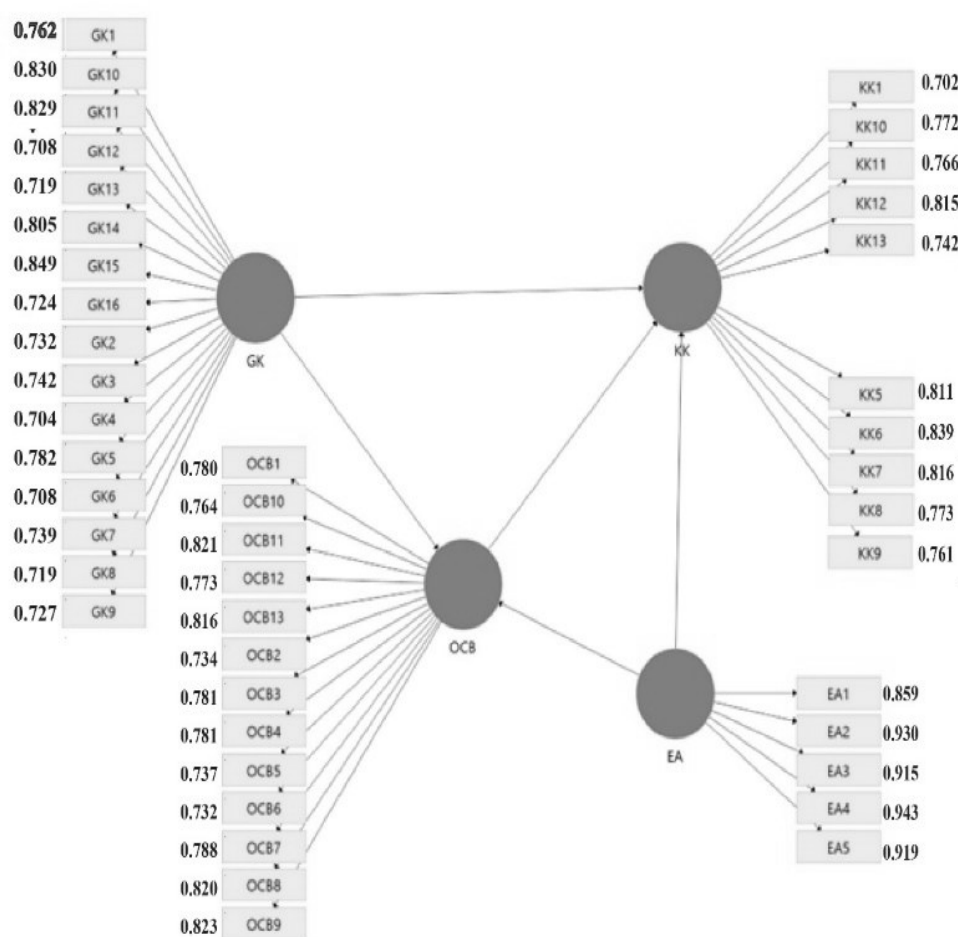 0.762 GK1
0.830 GK10
0.829 GK11
0.708 GK12
0.719 GK13
0.805 GK14
0.849 GK15
0.724 GK16
0.732 GK2
0.742 GK3
0.704 GK4
0.782 GK5
0.708 GK6
0.739 GK7
0.719 GK8
0.727 GK9
GK
KK1 0.702
KK10 0.772
KK11 0.766
KK12 0.815
KK13 0.742
KK
KK5 0.811
KK6 0.839
KK7 0.816
KK8 0.773
KK9 0.761
0.780 OCB1
0.764 OCB10
0.821 OCB11
0.773 OCB12
0.816 OCB13
0.734 OCB2
0.781 OCB3
0.781 OCB4
0.737 OCB5
0.732 OCB6
0.788 OCB7
0.820 OCB8
0.823 OCB9
OCB
EA
EA1 0.859
EA2 0.930
EA3 0.915
EA4 0.943
EA5 0.919